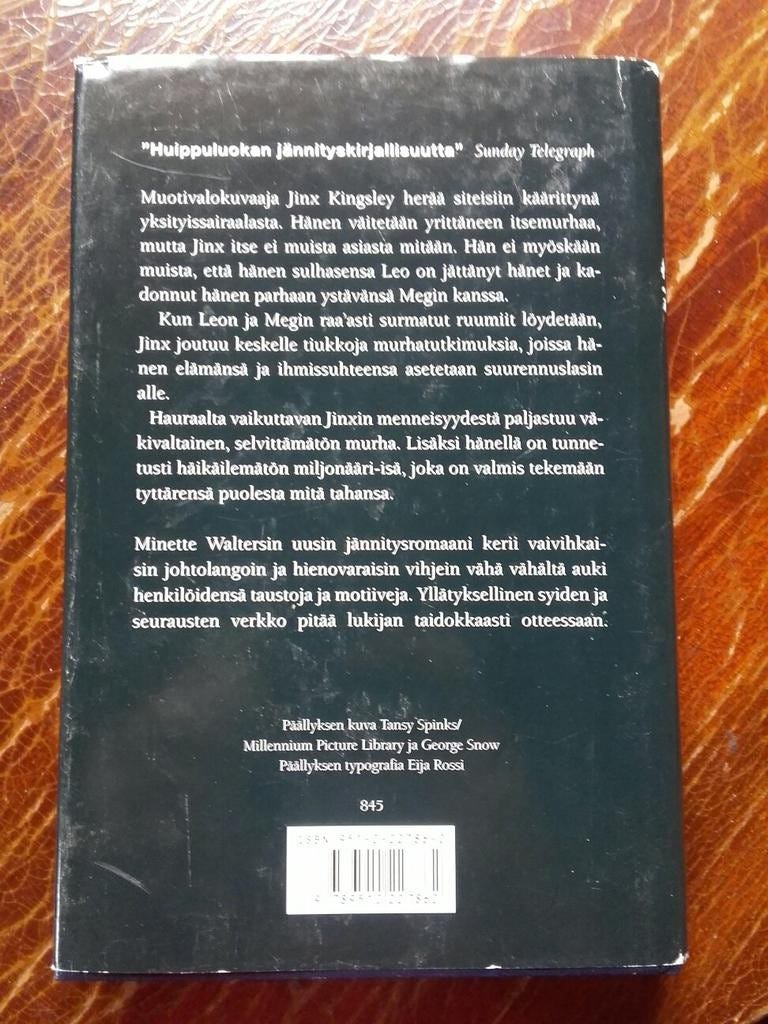 "Huippuluokan jännityskirjallisuutta" Sunday Telegraph
Muotivalokuvaaja Jinx Kingsley herää siteisiin käärittynä
yksityissairaalasta. Hänen väitetään yrittäneen itsemurhaa,
mutta Jinx itse ei muista asiasta mitään. Hän ei myöskään
muista, että hänen sulhasensa Leo on jättänyt hänet ja ka-
donnut hänen parhaan ystävänsä Megin kanssa.
Kun Leon ja Megin raa'asti surmatut ruumiit löydetään,
Jinx joutuu keskelle tiukkoja murhatutkimuksia, joissa hä-
nen elämänsä ja ihmissuhteensa asetetaan suurennuslasin
alle.
Hauraalta vaikuttavan Jinxin menneisyydestä paljastuu vä-
kivaltainen, selvittämätön murha. Lisäksi hänellä on tunne-
tusti häikäilemätön miljonääri-isä, joka on valmis tekemään
tyttärensä puolesta mitä tahansa.
Minette Waltersin uusin jännitysromaani kerii vaivihkai-
sin johtolangoin ja hienovaraisin vihjein vähä vähältä auki
henkilöidensä taustoja ja motiiveja. Yllätyksellinen syiden ja
seurausten verkko pitää lukijan taidokkaasti otteessaan.
Päällyksen kuva Tansy Spinks/
Millennium Picture Library ja George Snow
Päällyksen typografia Eija Rossi
845
ISBN